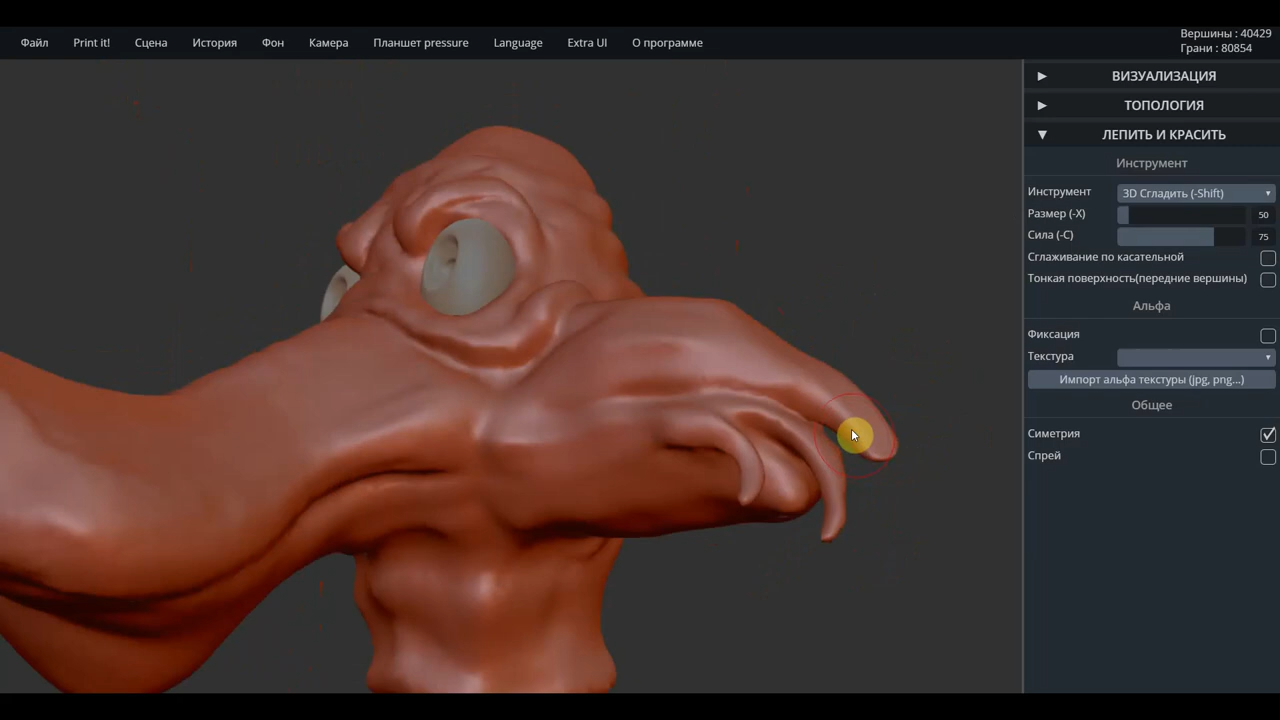 Файл Print it! Сцена История Фон Камера Планшет pressure Language Extra UI О программе
Вершины : 40429
Грани : 80854
ВИЗУАЛИЗАЦИЯ
ТОПОЛОГИЯ
ЛЕПИТЬ И КРАСИТЬ
Инструмент
Инструмент 3D Сгладить (-Shift)
Размер (-X) 50
Сила (-C) 75
Сглаживание по касательной
Тонкая поверхность(передние вершины)
Альфа
Фиксация
Текстура
Импорт альфа текстуры (jpg, png...)
Общее
Симетрия
Спрей